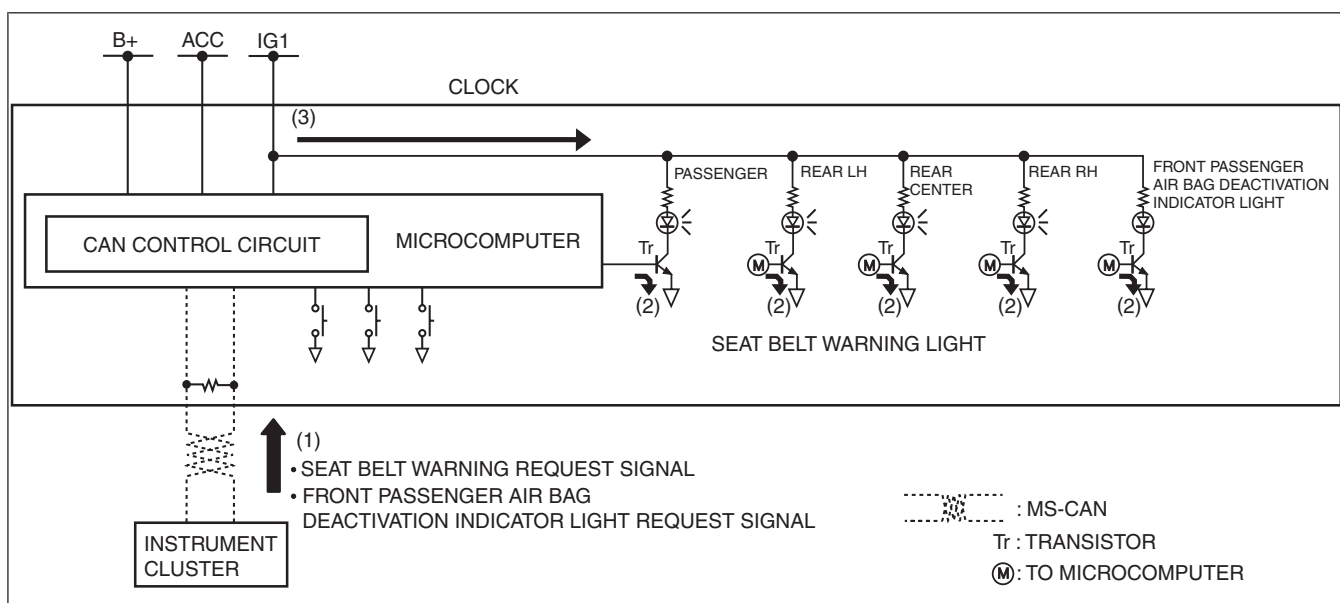 B+ ACC IG1
CLOCK
(3)
PASSENGER
REAR LH
REAR
CENTER
REAR RH
FRONT PASSENGER
AIR BAG DEACTIVATION
INDICATOR LIGHT
CAN CONTROL CIRCUIT
MICROCOMPUTER
Tr Tr Tr Tr Tr
M M M M
(2) (2) (2) (2) (2)
SEAT BELT WARNING LIGHT
(1)
• SEAT BELT WARNING REQUEST SIGNAL
• FRONT PASSENGER AIR BAG
DEACTIVATION INDICATOR LIGHT REQUEST SIGNAL
INSTRUMENT
CLUSTER
: MS-CAN
Tr : TRANSISTOR
M : TO MICROCOMPUTER